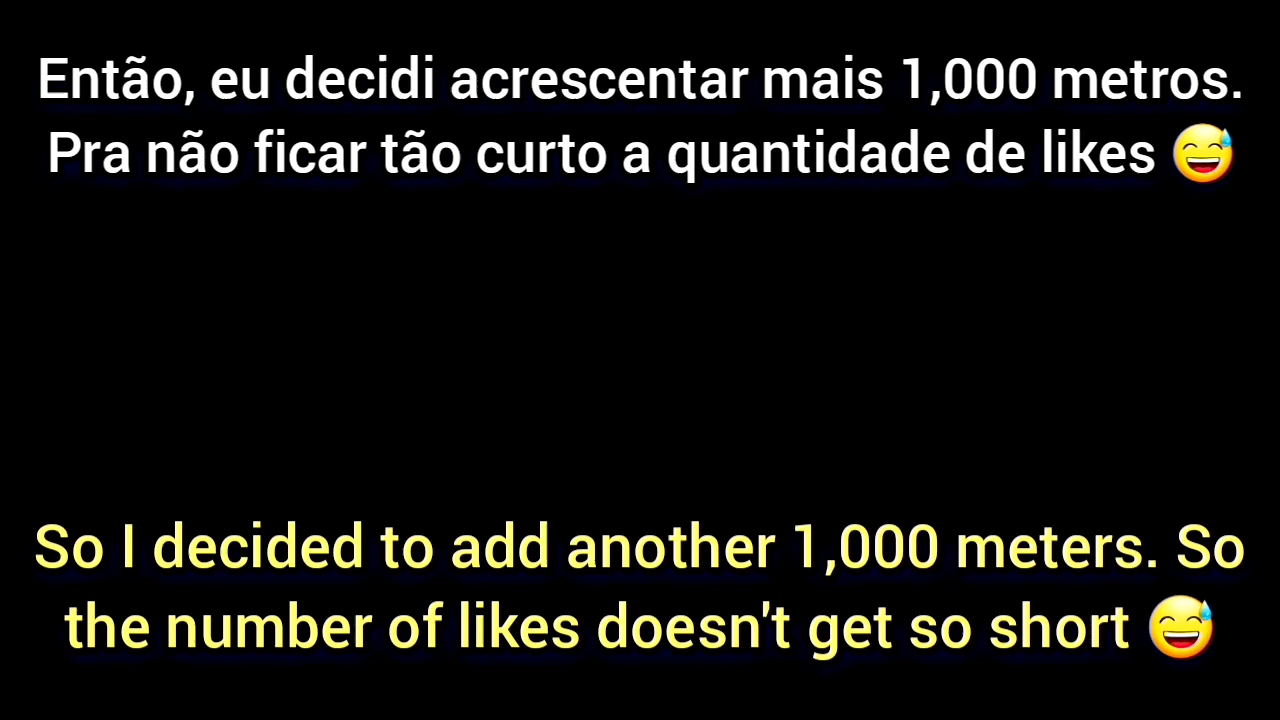 Então, eu decidi acrescentar mais 1,000 metros.
Pra não ficar tão curto a quantidade de likes 😅
So I decided to add another 1,000 meters. So
the number of likes doesn't get so short 😅